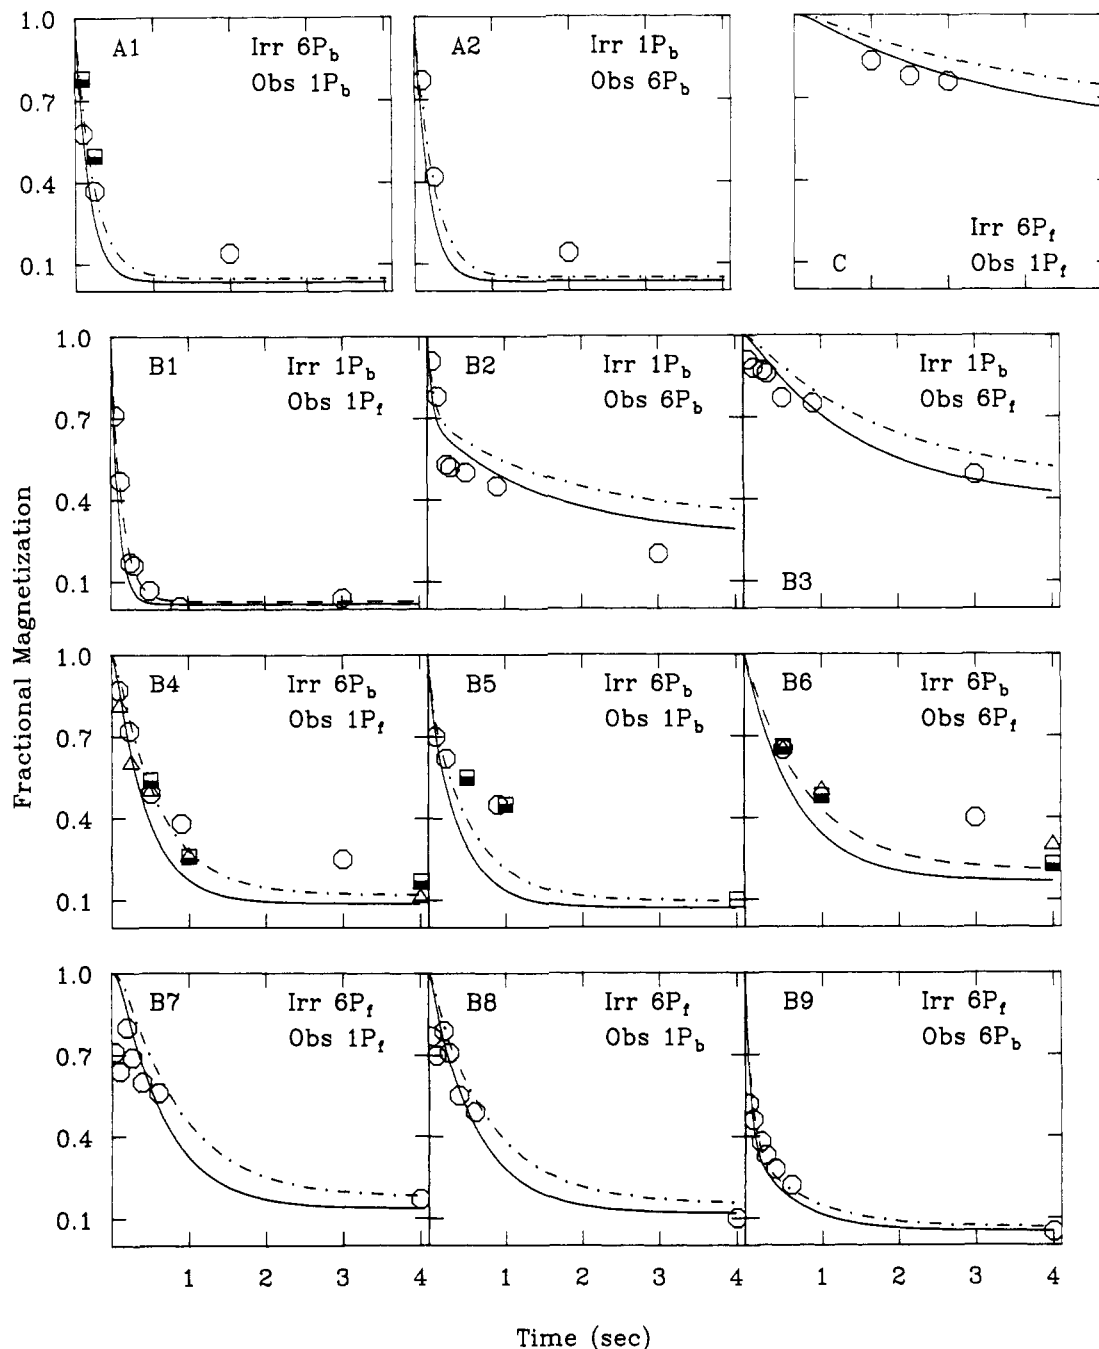 1.0
0.7
0.4
0.1
A1
Irr 6P_b
Obs 1P_b
A2
Irr 1P_b
Obs 6P_b
C
Irr 6P_f
Obs 1P_f
Fractional Magnetization
1.0
0.7
0.4
0.1
B1
Irr 1P_b
Obs 1P_f
B2
Irr 1P_b
Obs 6P_b
B3
Irr 1P_b
Obs 6P_f
1.0
0.7
0.4
0.1
B4
Irr 6P_b
Obs 1P_f
B5
Irr 6P_b
Obs 1P_b
B6
Irr 6P_b
Obs 6P_f
1.0
0.7
0.4
0.1
B7
Irr 6P_f
Obs 1P_f
B8
Irr 6P_f
Obs 1P_b
B9
Irr 6P_f
Obs 6P_b
1 2 3 4 1 2 3 4 1 2 3 4
Time (sec)